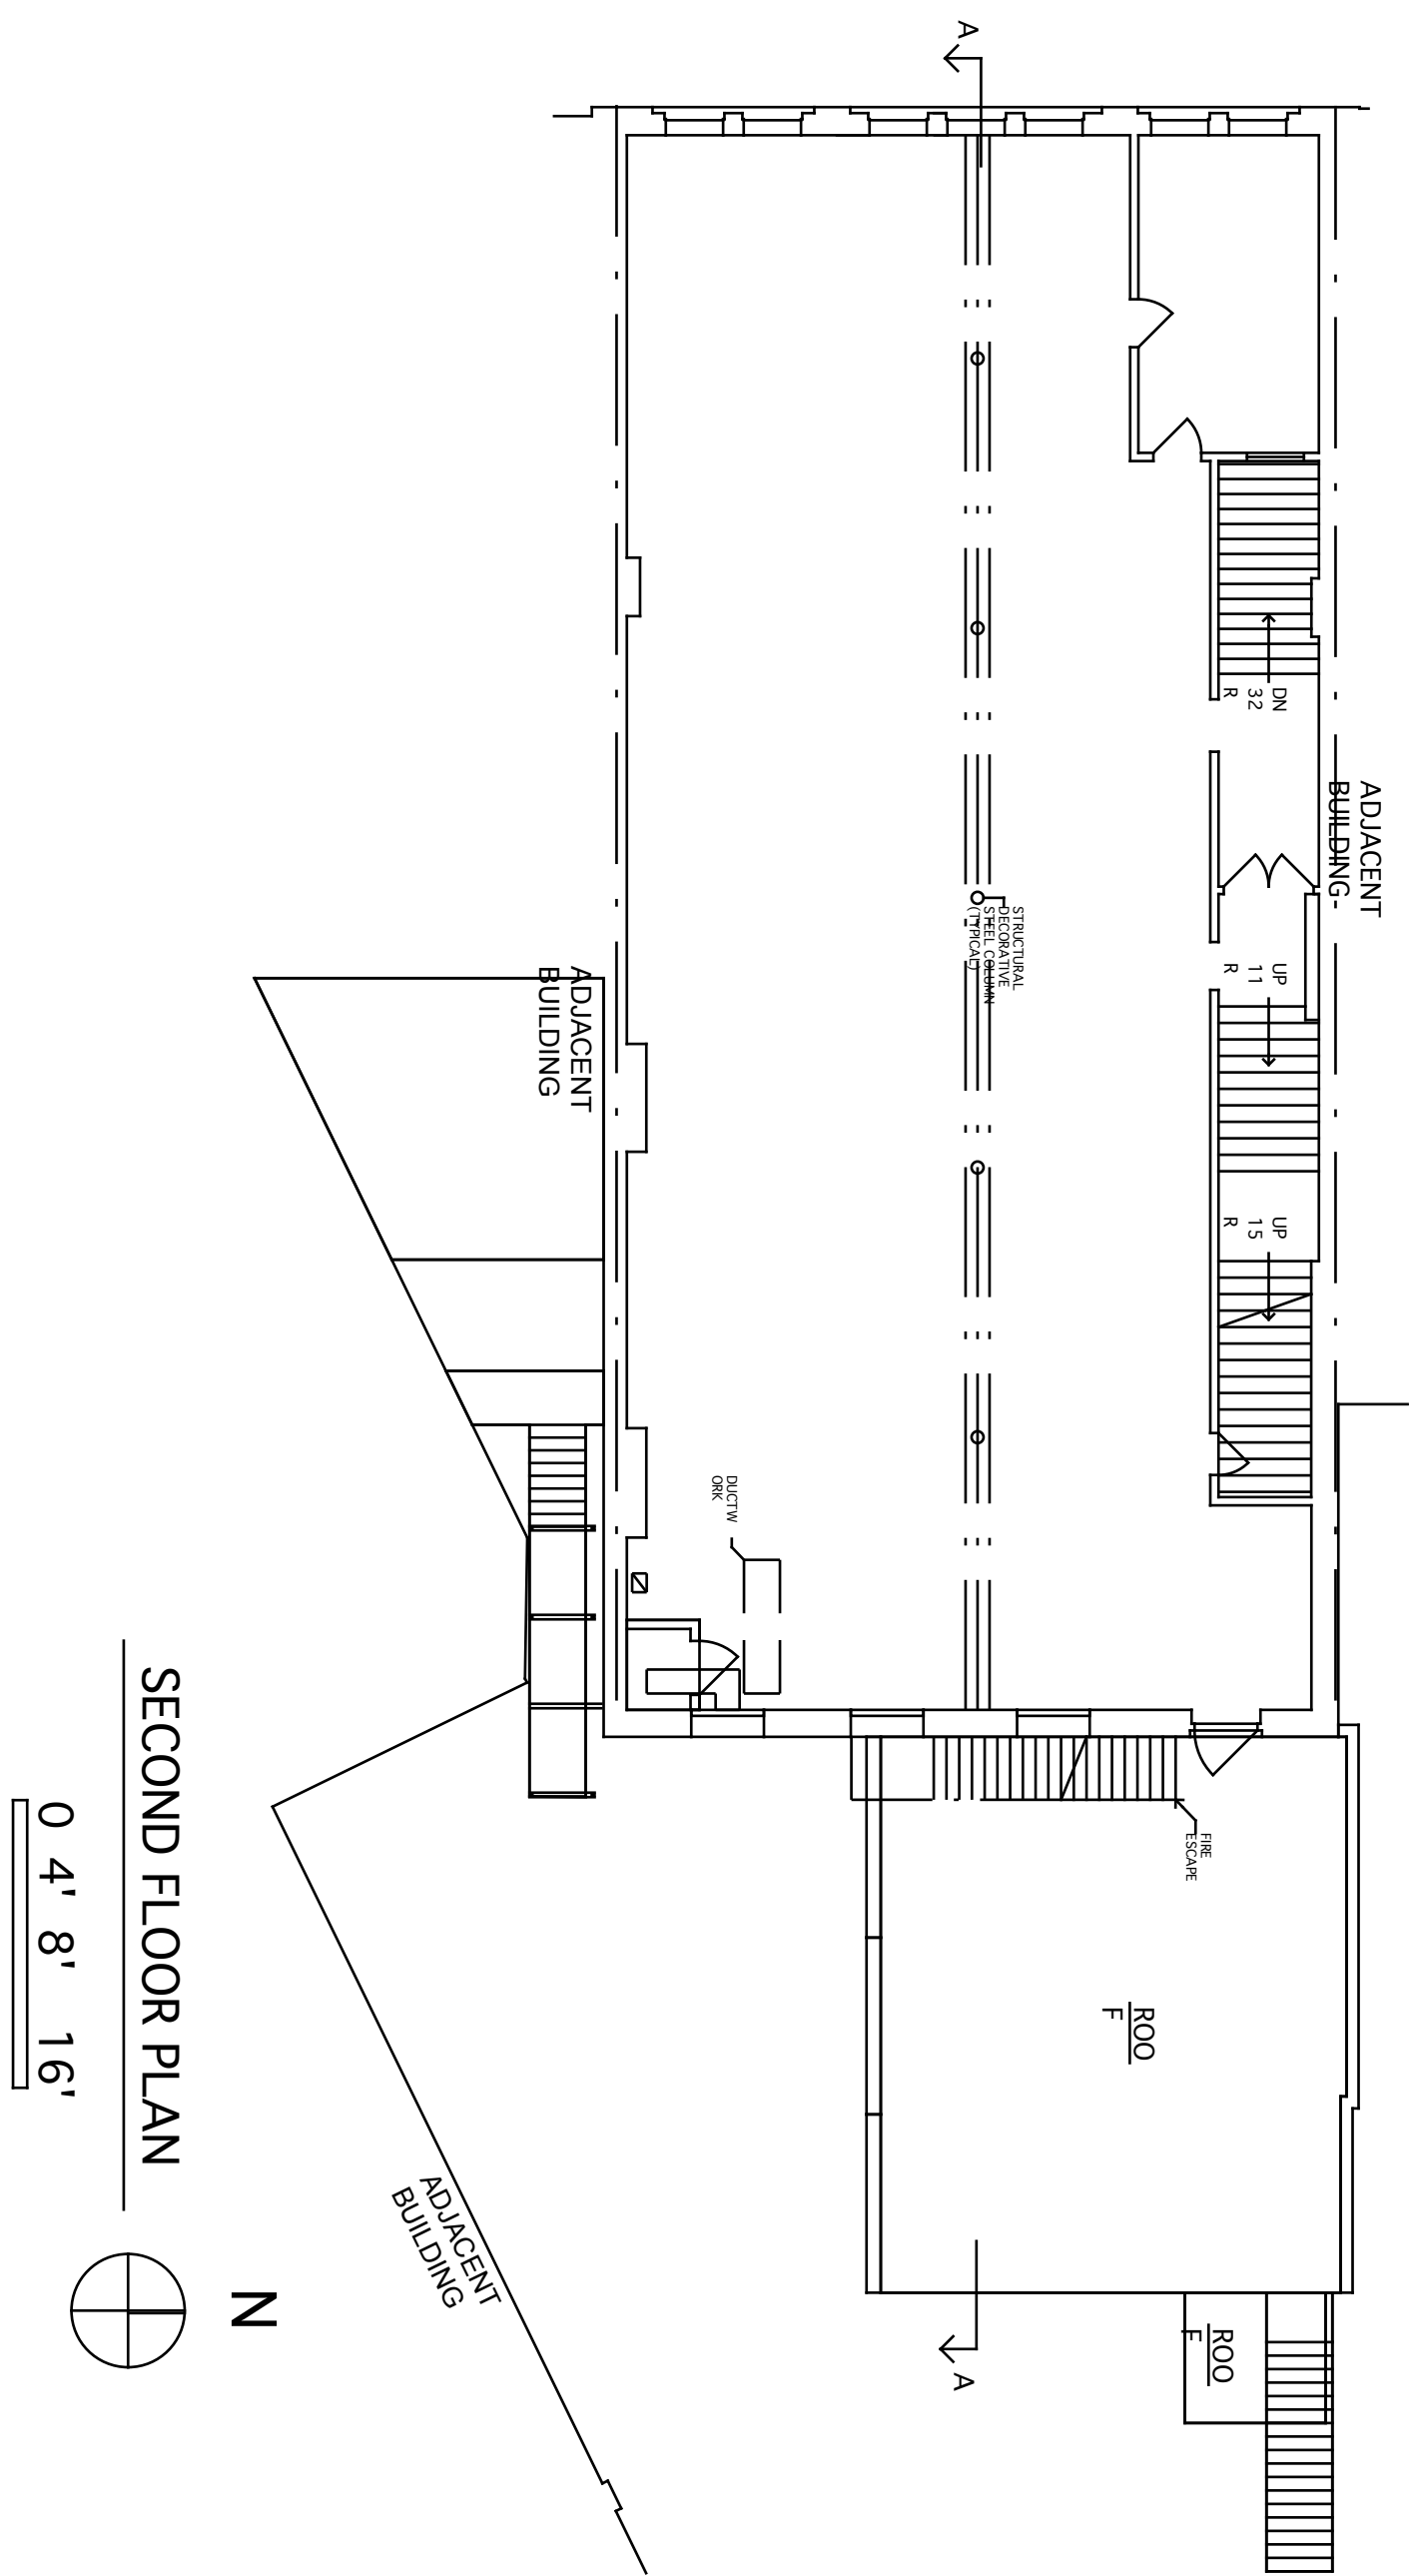 A
ADJACENT
BUILDING
DN
32
R
UP
11
R
UP
15
R
STRUCTURAL
DECORATIVE
STEEL COLUMN
(TYPICAL)
ADJACENT
BUILDING
DUCTW
ORK
FIRE
ESCAPE
ROO
F
ROO
F
A
ADJACENT
BUILDING
SECOND FLOOR PLAN
0 4' 8' 16'
N